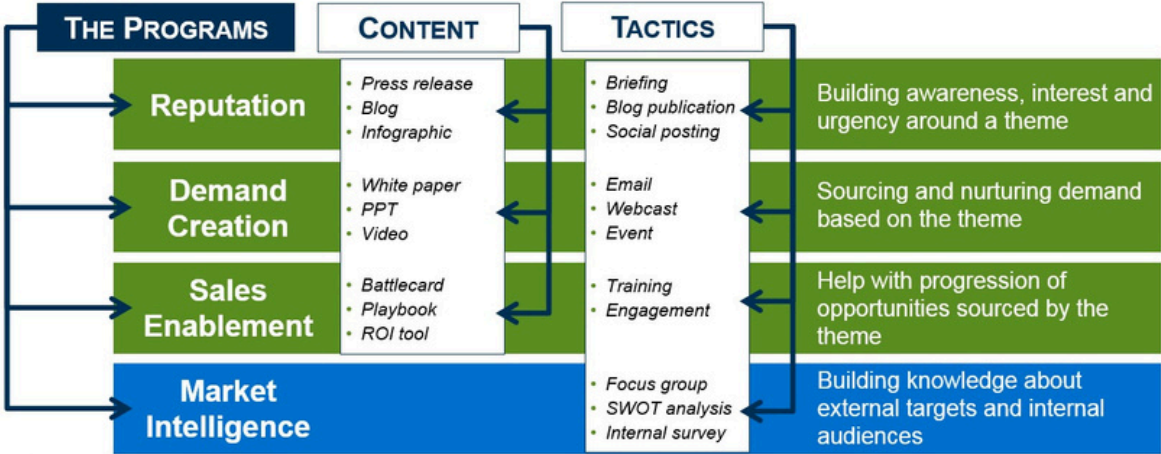 THE PROGRAMS
CONTENT
TACTICS
Reputation
• Press release
• Blog
• Infographic
• Briefing
• Blog publication
• Social posting
Building awareness, interest and
urgency around a theme
Demand
Creation
• White paper
• PPT
• Video
• Email
• Webcast
• Event
Sourcing and nurturing demand
based on the theme
Sales
Enablement
• Battlecard
• Playbook
• ROI tool
• Training
• Engagement
Help with progression of
opportunities sourced by the
theme
Market
Intelligence
• Focus group
• SWOT analysis
• Internal survey
Building knowledge about
external targets and internal
audiences